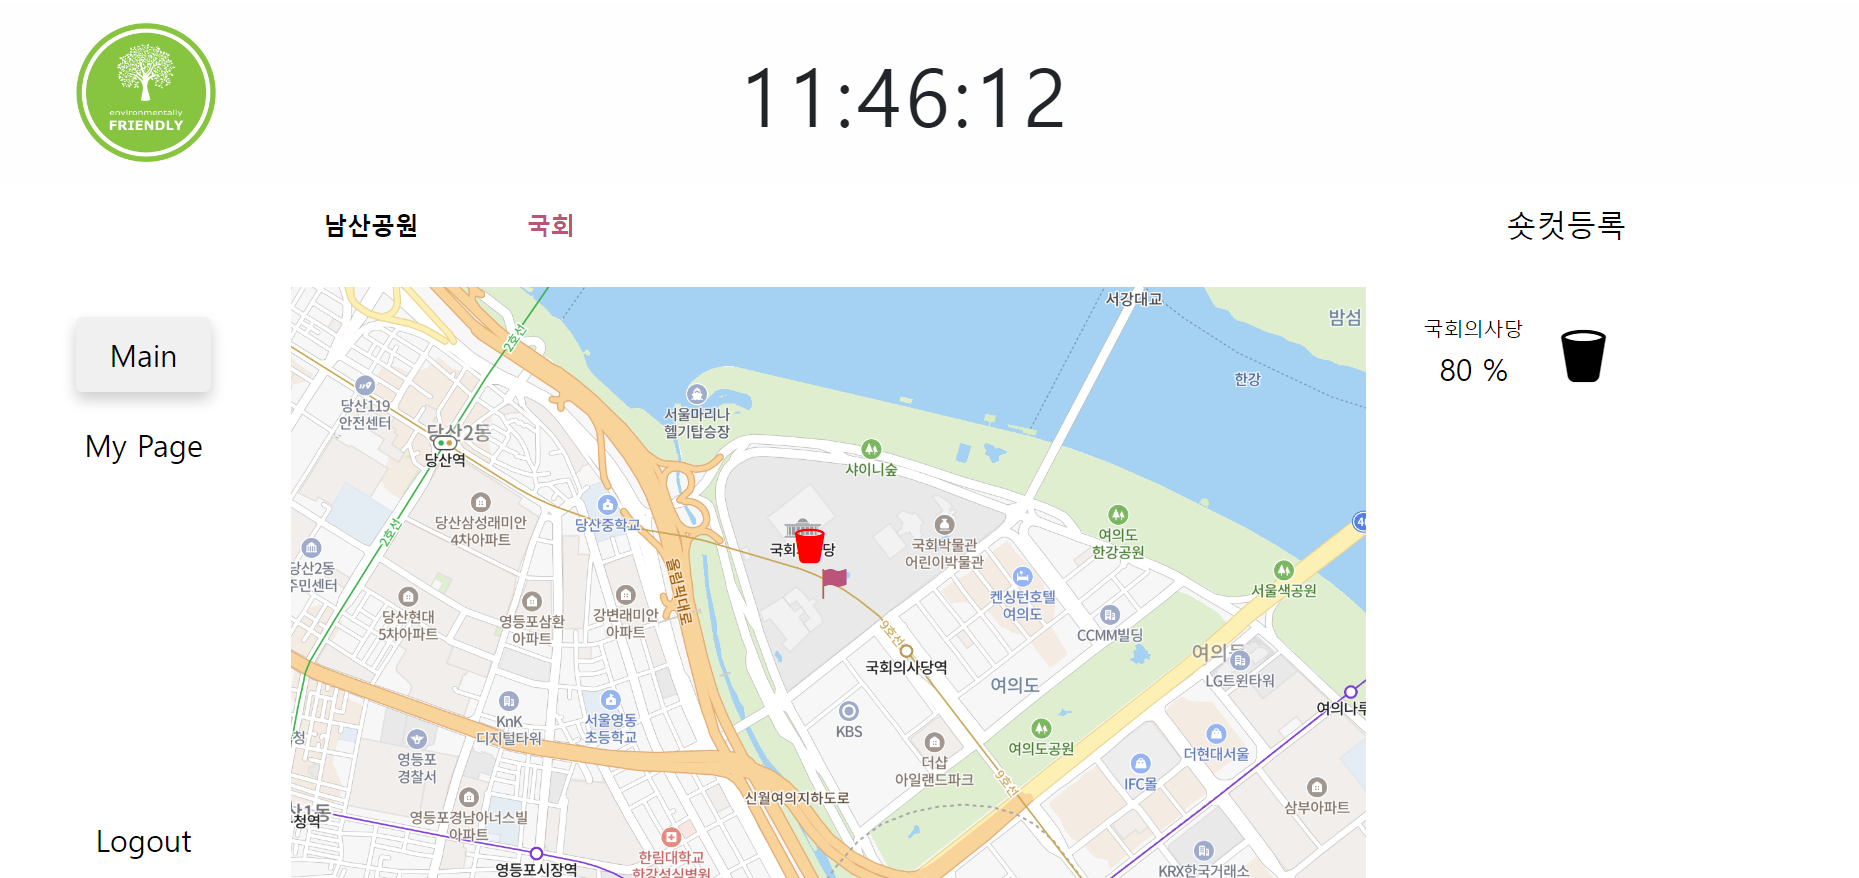 environmentally
FRIENDLY
11:46:12
남산공원
국회
숏컷등록
Main
My Page
Logout
국회의사당
80 %
서강대교
밤섬
한강
2호선
당산119
안전센터
서울마리나
헬기탑승장
당산2동
당산역
샤이니숲
당산삼성래미안
4차아파트
2호선
당산중학교
여의도
한강공원
국회박물관
어린이박물관
당산2동
주민센터
올림픽대로
서울색공원
켄싱턴호텔
여의도
당산현대
5차아파트
영등포삼환
아파트
강변래미안
아파트
CCMM빌딩
9호선
국회의사당역
LG트윈타워
여의도
KnK
디지털타워
서울영동
초등학교
KBS
여의도공원
더현대서울
영등포
경찰서
더샵
아일랜드파크
9호선
IFC몰
신월여의지하도로
삼부아파트
영등포경남아너스빌
아파트
영등포시장역
한림대학교
한강성심병원
KRX한국거래소